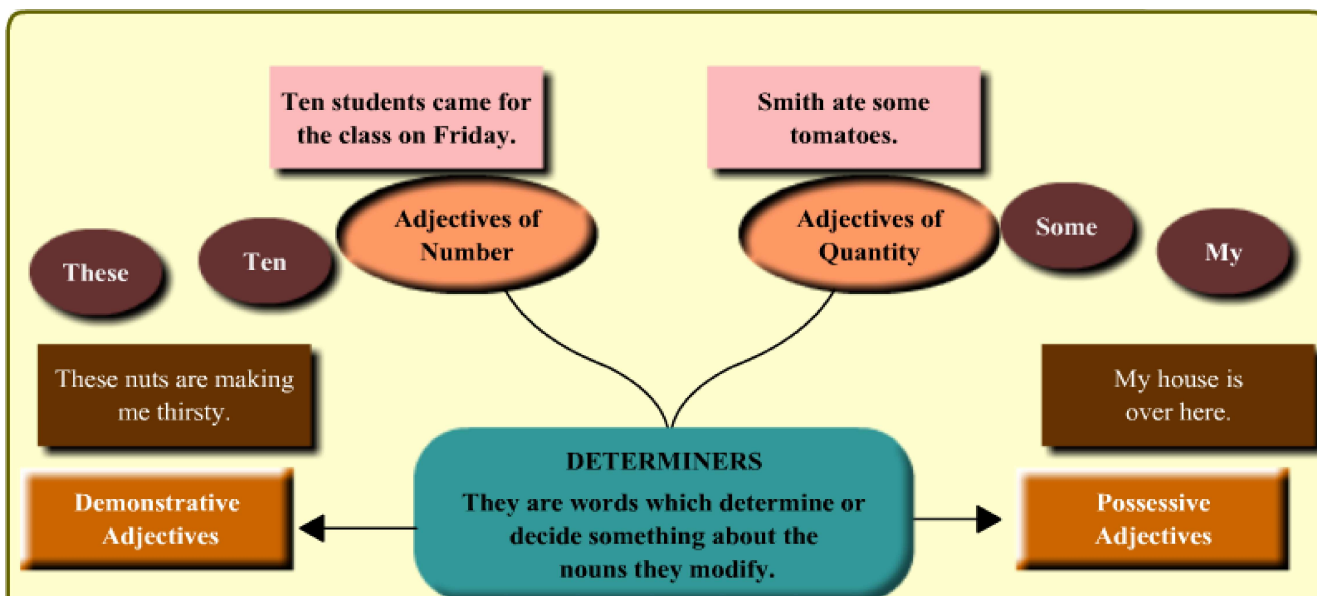 Ten students came for
the class on Friday.
Smith ate some
tomatoes.
Adjectives of
Number
Adjectives of
Quantity
These
Ten
Some
My
These nuts are making
me thirsty.
My house is
over here.
DETERMINERS
They are words which determine or
decide something about the
nouns they modify.
Demonstrative
Adjectives
Possessive
Adjectives